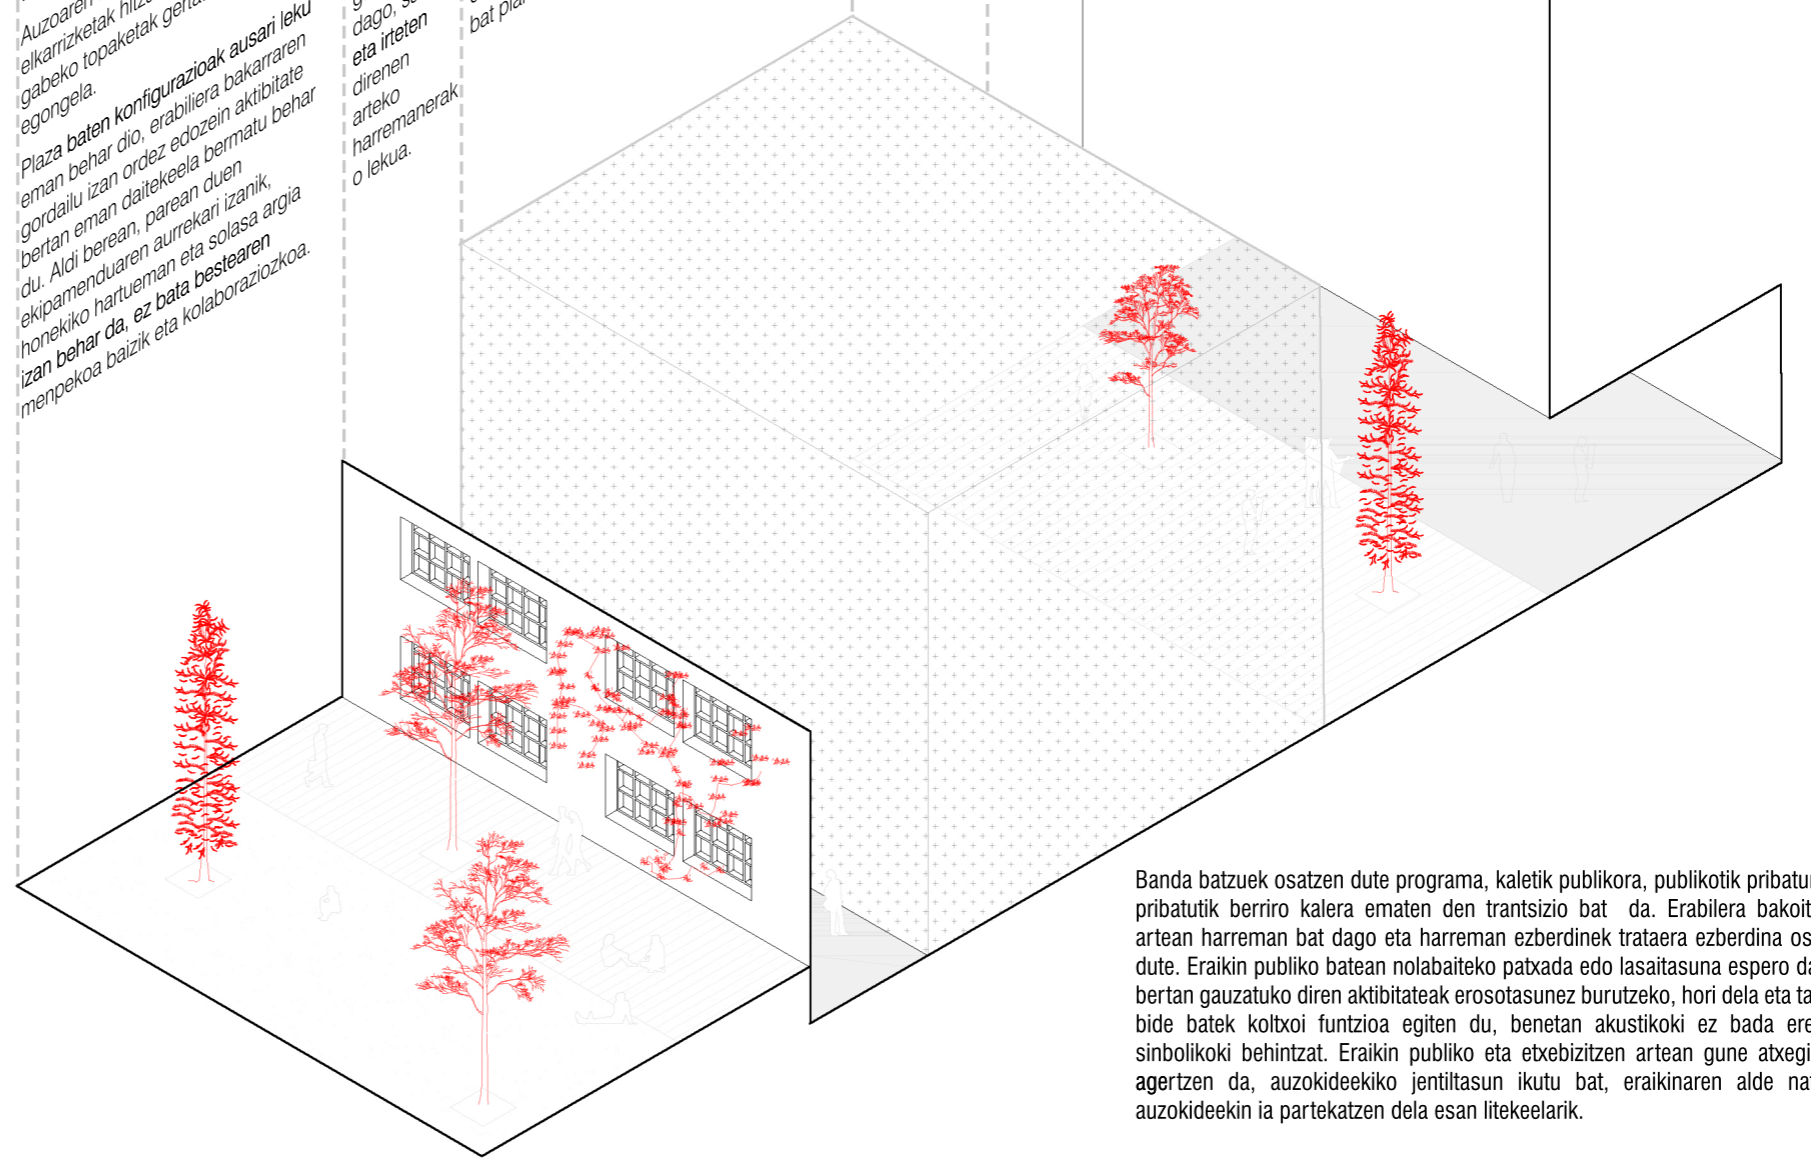 Auzoaren
elkarrizketak
gabeko topaketak
egongela.
Plaza baten konfigurazioak ausari leku
eman behar dio, erabiliera bakarraren
gordailu izan ordez edozein aktibitate
bertan eman daitekeela bermatu behar
du. Aldi berean, parean duen
ekipamenduaren aurrekari izanik,
honekiko hartueman eta solasa argia
izan behar da, ez bata bestearen
menpekoa baizik eta kolaboraziozkoa.
dago,
eta irteten
direnen
arteko
harremanerak
o lekua.
bat
Banda batzuek osatzen dute programa, kaletik publikora, publikotik
pribatutik berriro kalera ematen den trantsizio bat da. Erabilera
artean harreman bat dago eta harreman ezberdinek trataera ezberdina
dute. Eraikin publiko batean nolabaiteko patxada edo lasaitasuna espero
bertan gauzatuko diren aktibitateak erosotasunez burutzeko, hori dela eta
bide batek koltxoi funtzioa egiten du, benetan akustikoki ez bada ere
sinbolikoki behintzat. Eraikin publiko eta etxebizitzen artean gune
agertzen da, auzokideekiko jentiltasun ikutu bat, eraikinaren alde
auzokideekin ia partekatzen dela esan litekeelarik.